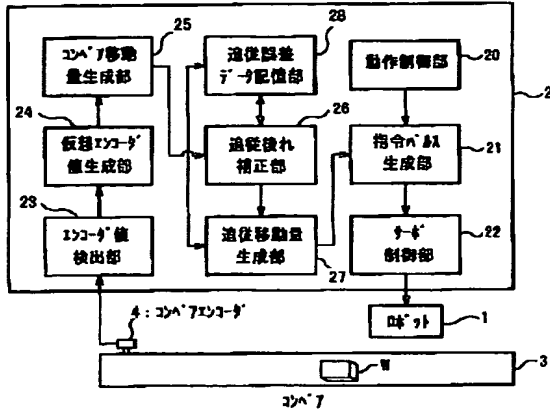 25
28
コンベア移動
量生成部
追従誤差
データ記憶部
動作制御部
20
2
24
26
仮想エンコーダ
値生成部
追従後れ
補正部
指令パルス
生成部
21
23
エンコーダ値
検出部
追従移動量
生成部
27
サーボ
制御部
22
4:コンベアエンコーダ
ロボット
1
W
3
コンベア